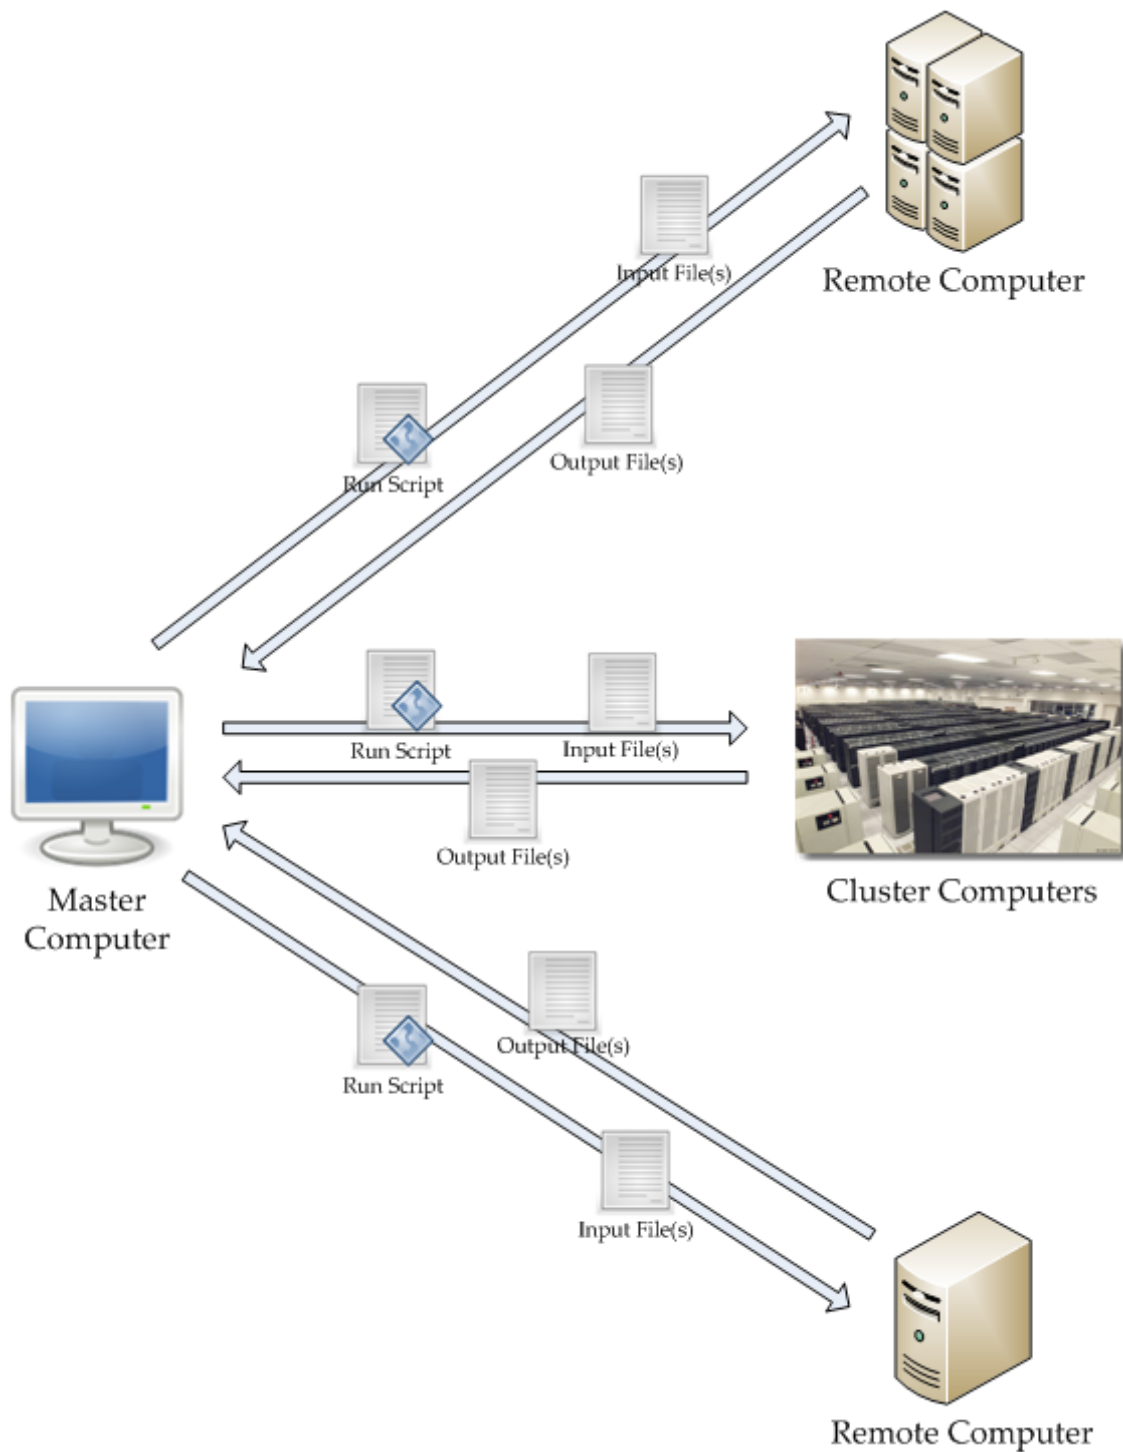 Input File(s)
Remote Computer
Output File(s)
Run Script
Run Script
Input File(s)
Output File(s)
Master
Computer
Cluster Computers
Output File(s)
Run Script
Input File(s)
Remote Computer